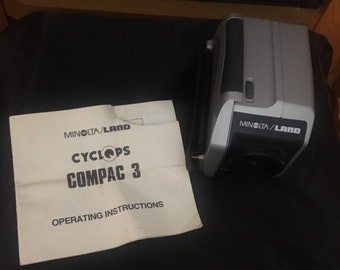 MINOLTA/LAND
CYCLOPS
COMPAC 3
OPERATING INSTRUCTIONS
MINOLTA/LAND